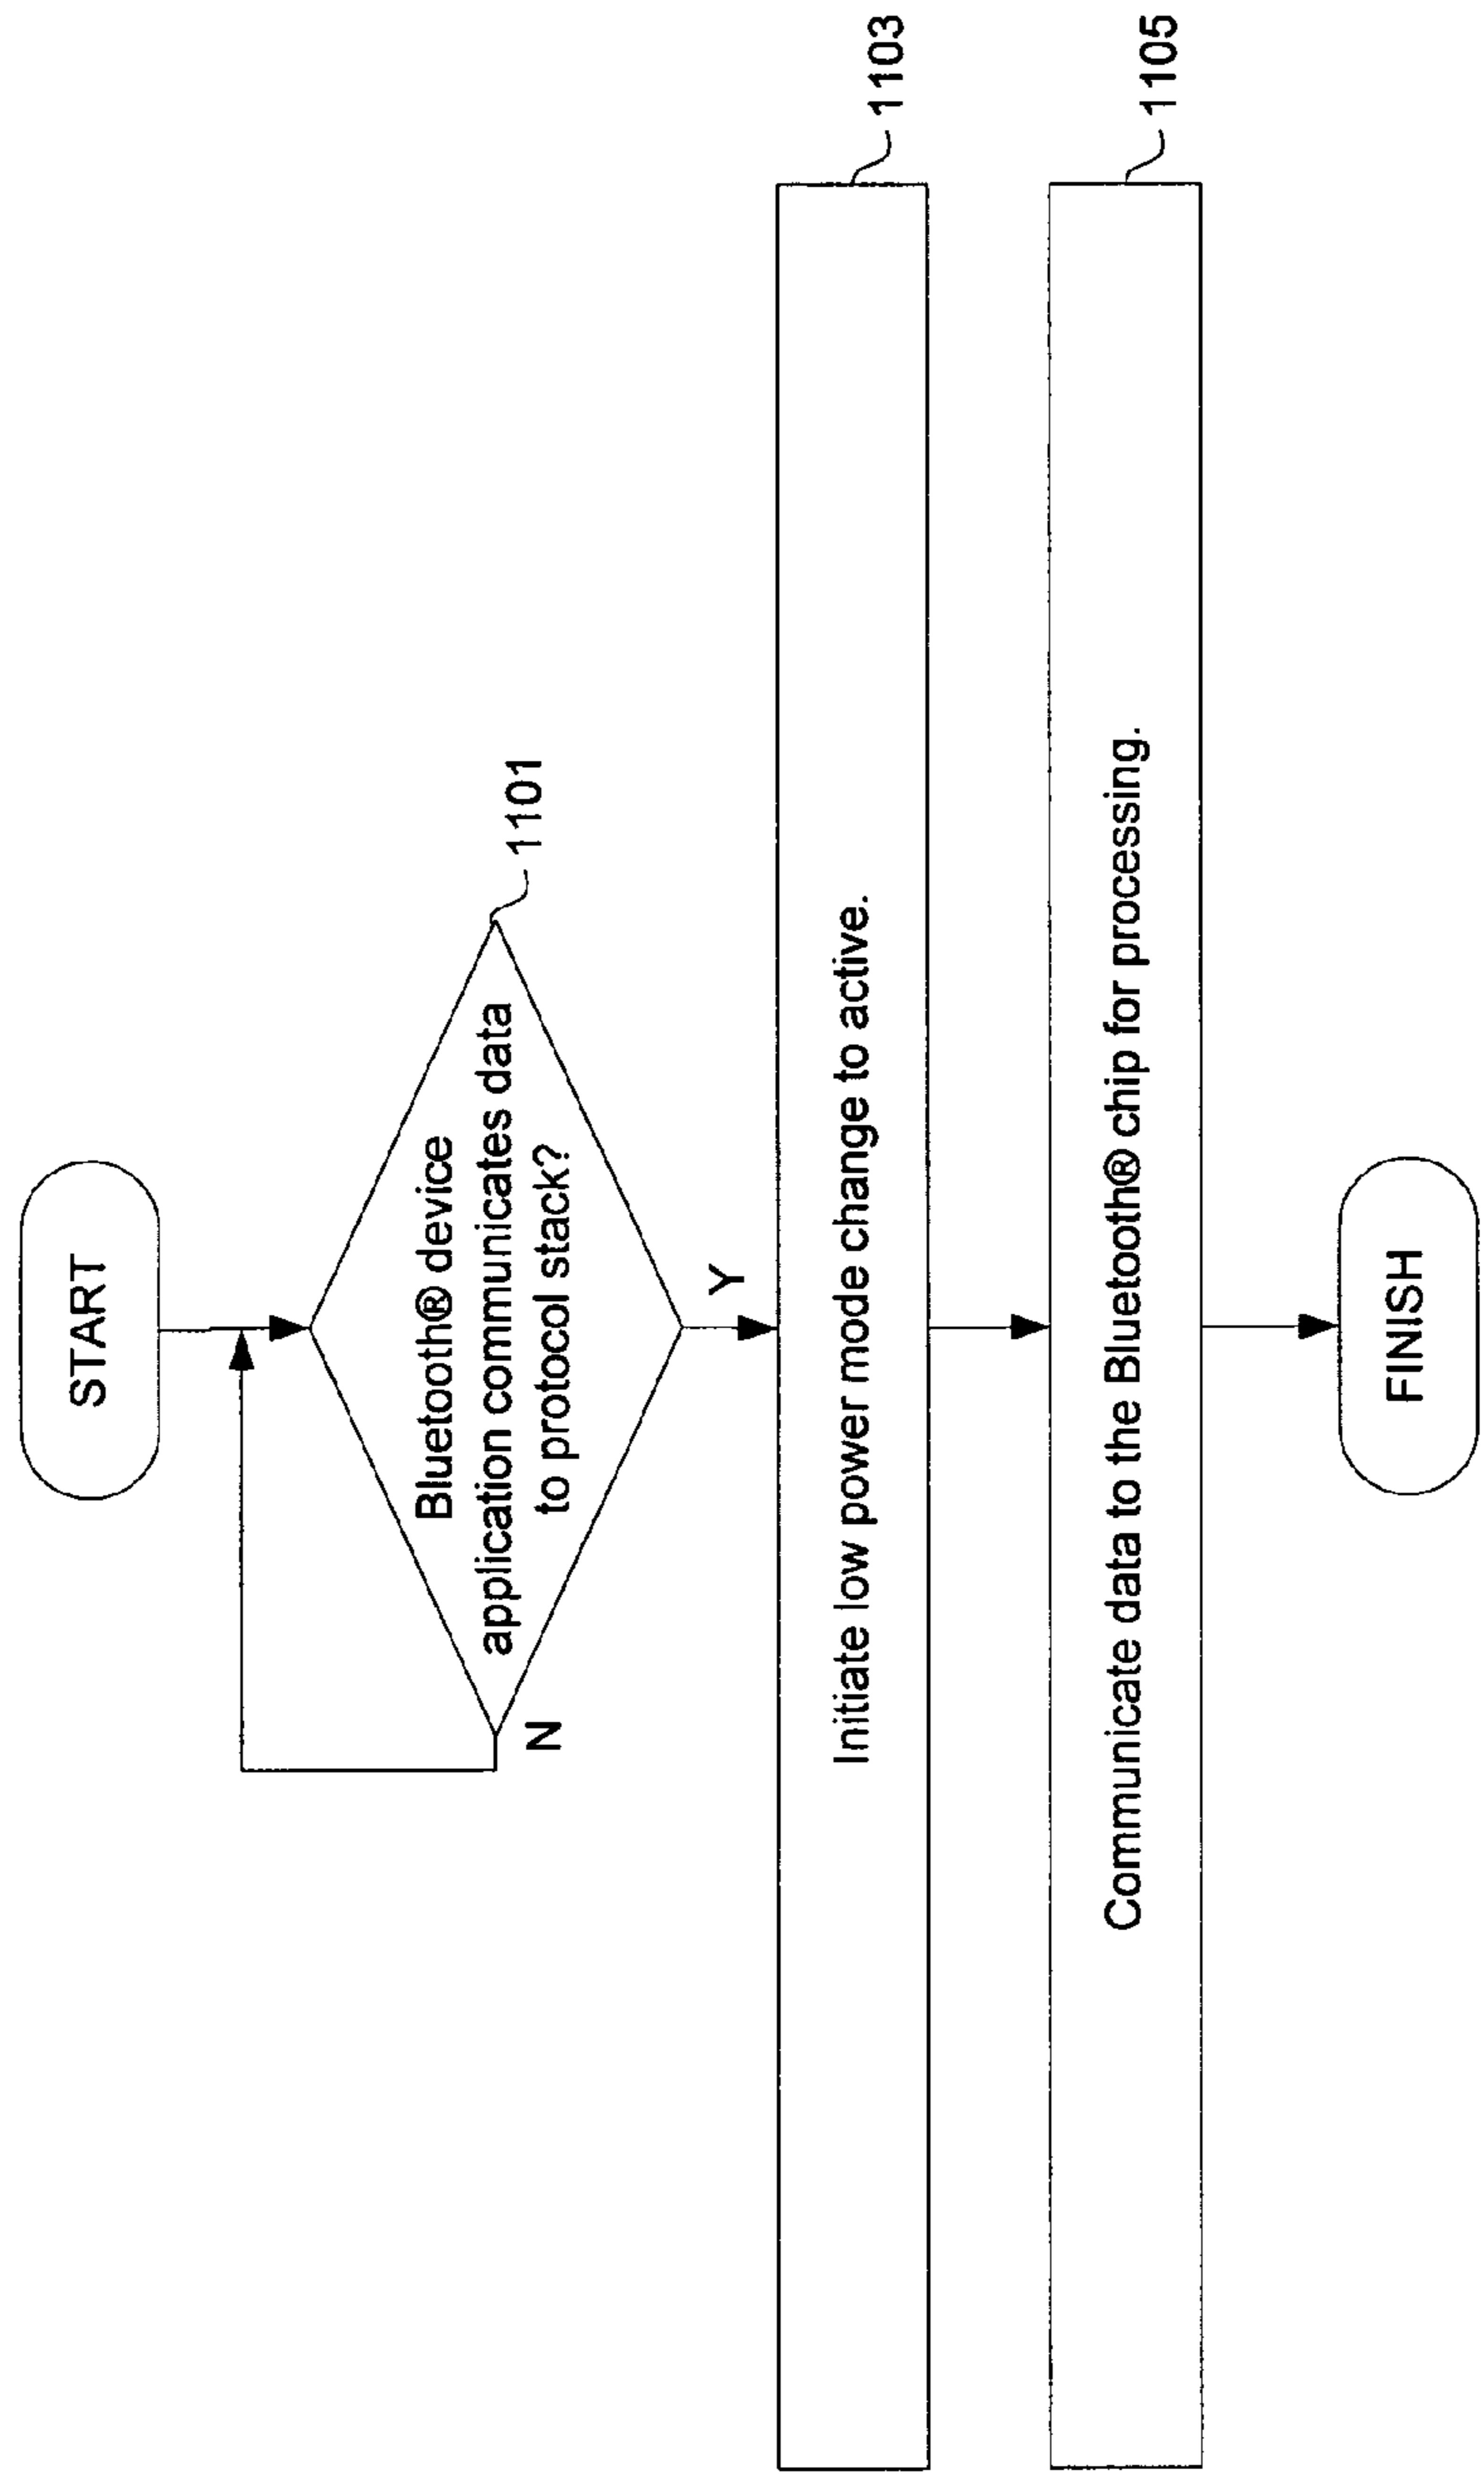 START
Bluetooth® device
application communicates data
to protocol stack?
1101
N
Y
Initiate low power mode change to active.
1103
Communicate data to the Bluetooth® chip for processing.
1105
FINISH